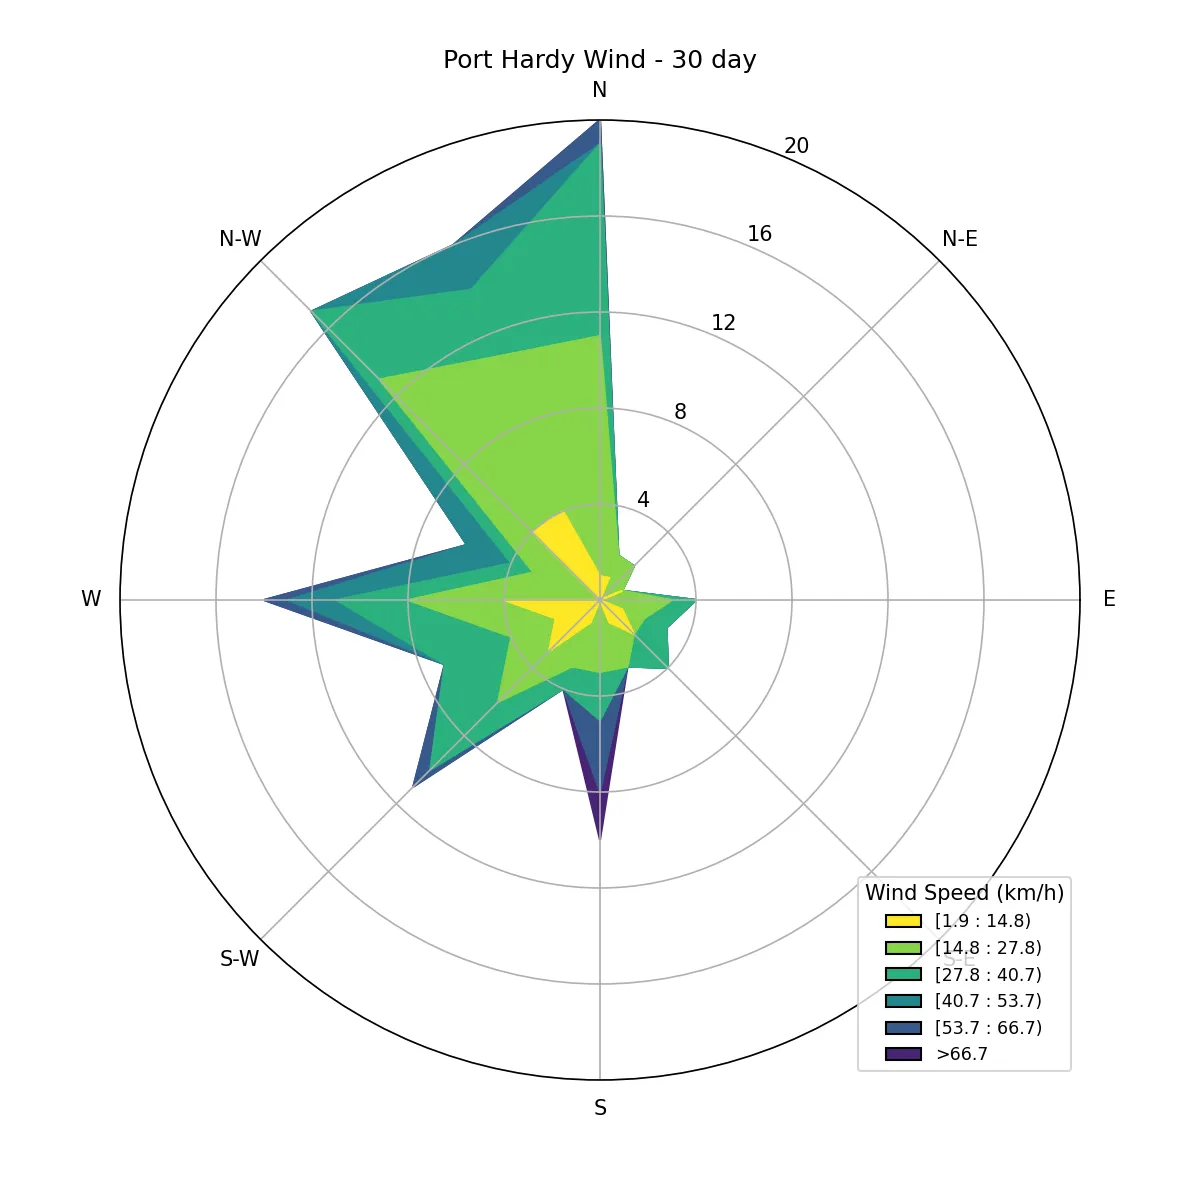 Port Hardy Wind - 30 day
N
20
N-W
N-E
16
12
8
4
W
E
S-W
S-E
S
Wind Speed (km/h)
[1.9 : 14.8)
[14.8 : 27.8)
[27.8 : 40.7)
[40.7 : 53.7)
[53.7 : 66.7)
>66.7